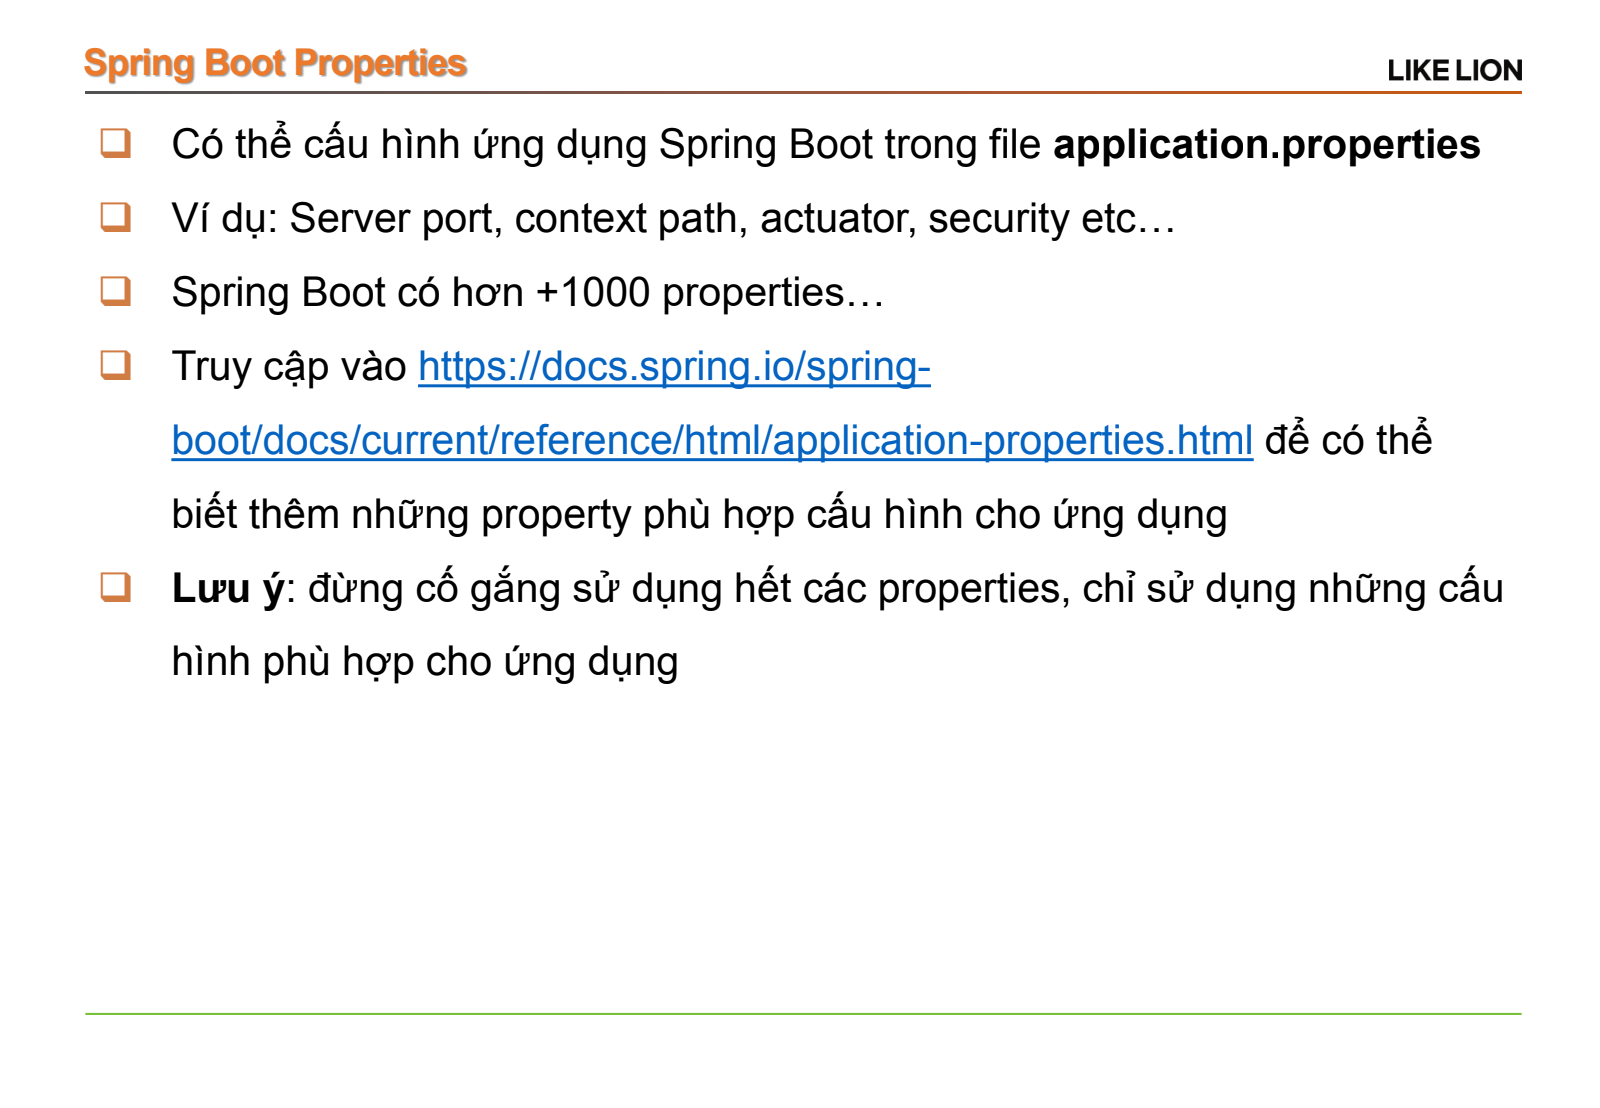 Spring Boot Properties
LIKE LION
Có thể cấu hình ứng dụng Spring Boot trong file application.properties
Ví dụ: Server port, context path, actuator, security etc…
Spring Boot có hơn +1000 properties…
Truy cập vào https://docs.spring.io/spring-
boot/docs/current/reference/html/application-properties.html để có thể
biết thêm những property phù hợp cấu hình cho ứng dụng
Lưu ý: đừng cố gắng sử dụng hết các properties, chỉ sử dụng những cấu
hình phù hợp cho ứng dụng